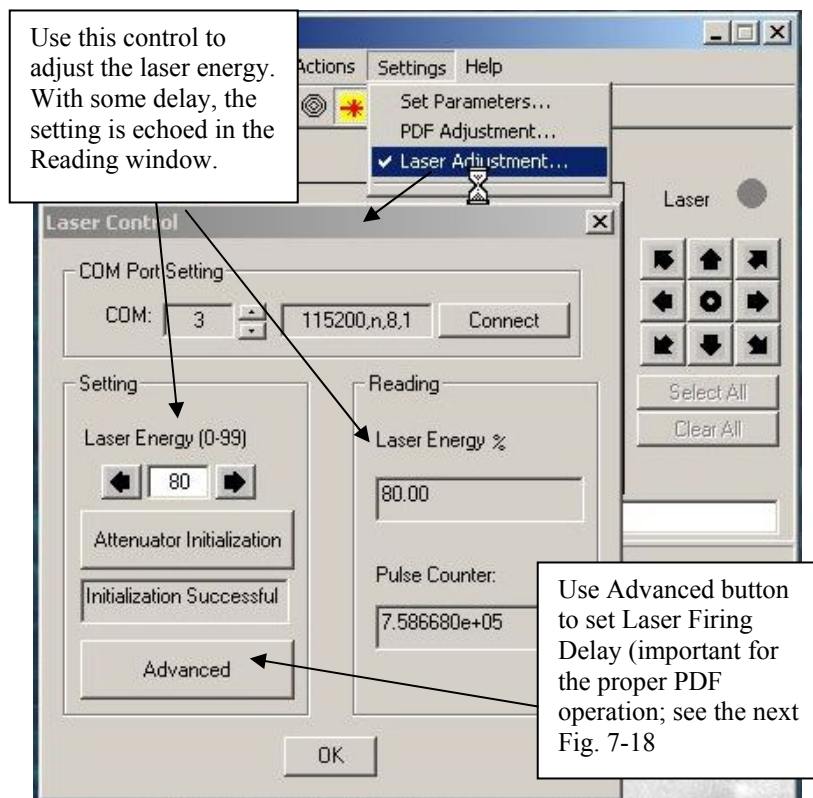 Use this control to
adjust the laser energy.
With some delay, the
setting is echoed in the
Reading window.
Actions Settings Help
Set Parameters...
PDF Adjustment...
Laser Adjustment...
Laser
Laser Control
COM Port Setting
COM: 3 115200,n,8,1 Connect
Setting
Laser Energy (0-99)
80
Attenuator Initialization
Initialization Successful
Advanced
Reading
Laser Energy %
80.00
Pulse Counter:
7.586680e+05
Select All
Clear All
Use Advanced button
to set Laser Firing
Delay (important for
the proper PDF
operation; see the next
Fig. 7-18
OK